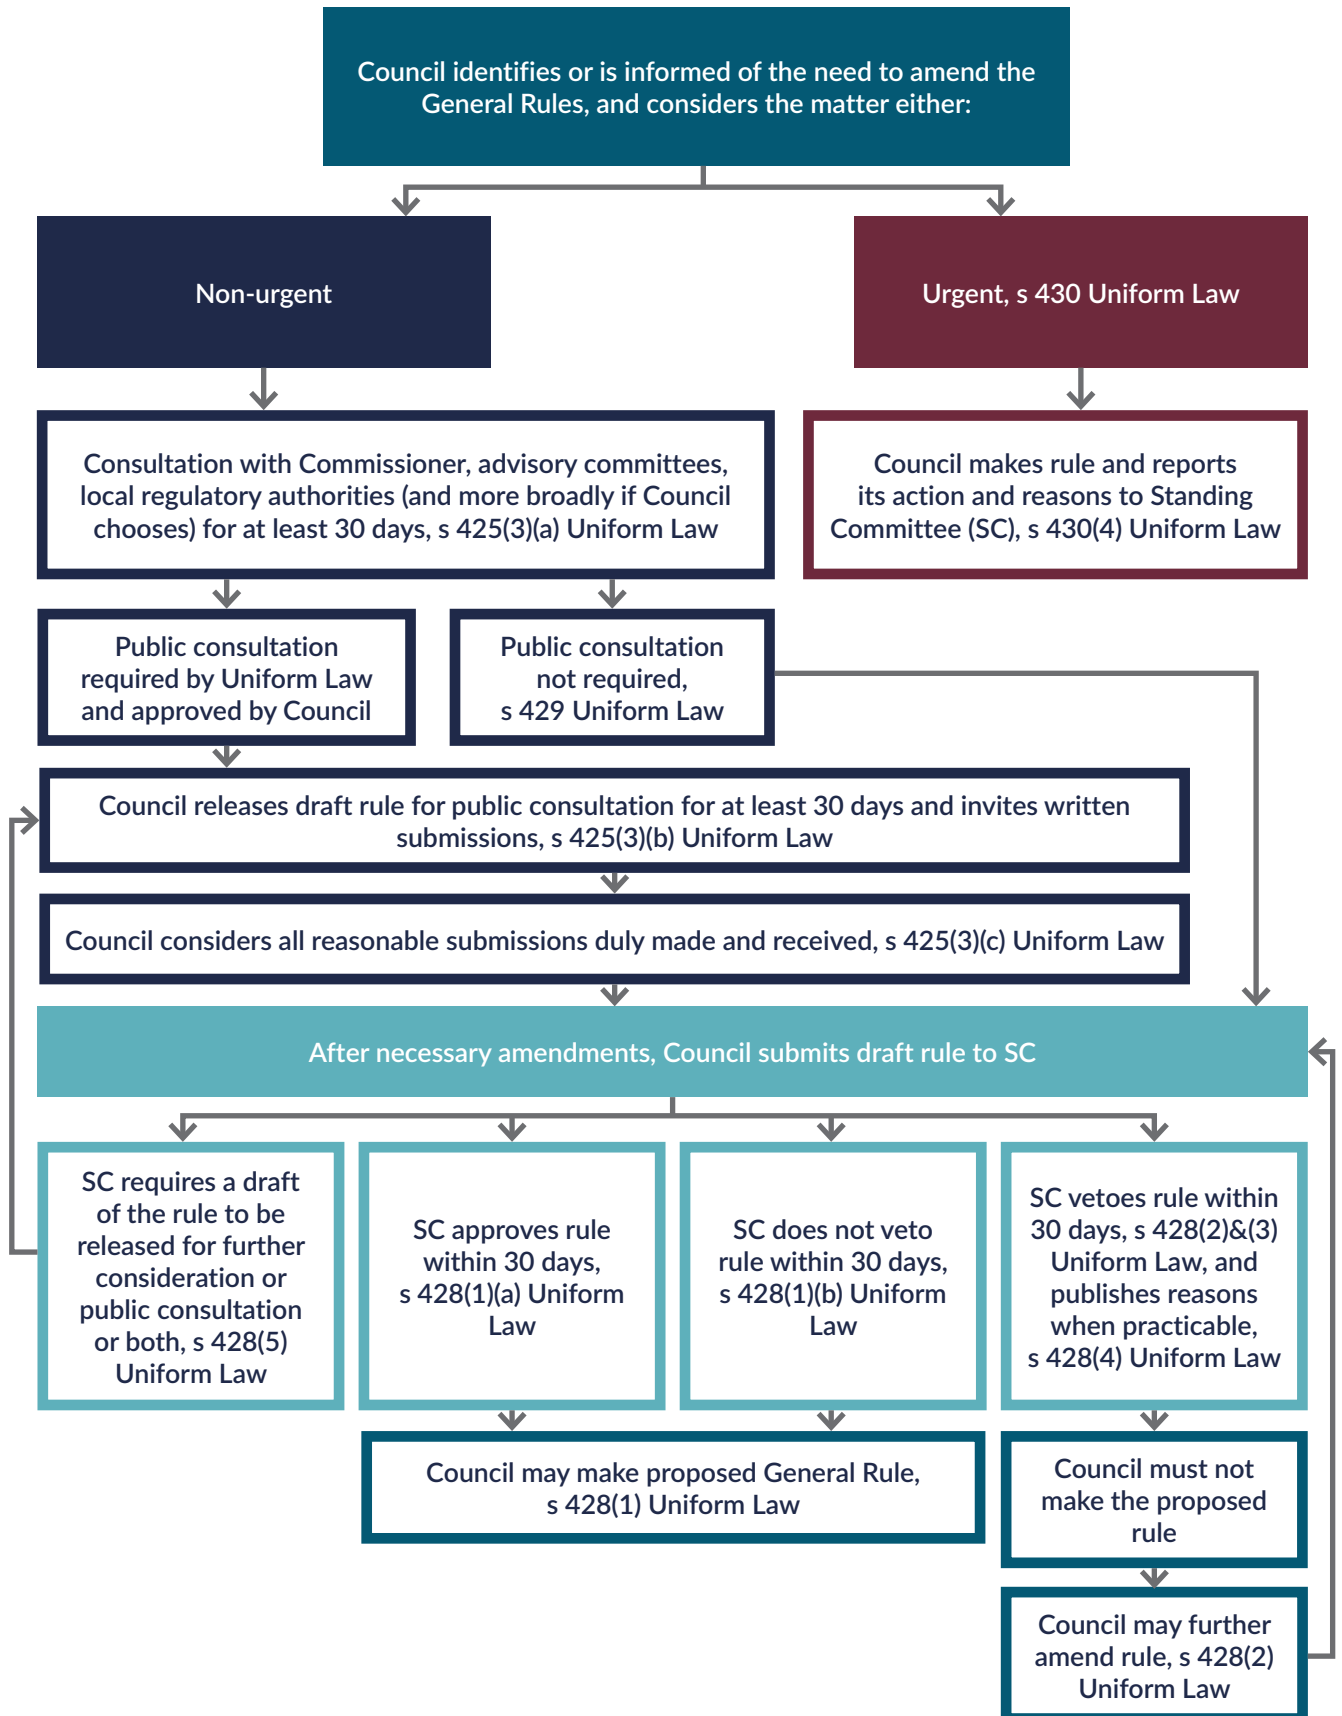 Council identifies or is informed of the need to amend the
General Rules, and considers the matter either:
Non-urgent
Urgent, s 430 Uniform Law
Consultation with Commissioner, advisory committees,
local regulatory authorities (and more broadly if Council
chooses) for at least 30 days, s 425(3)(a) Uniform Law
Council makes rule and reports
its action and reasons to Standing
Committee (SC), s 430(4) Uniform Law
Public consultation
required by Uniform Law
and approved by Council
Public consultation
not required,
s 429 Uniform Law
Council releases draft rule for public consultation for at least 30 days and invites written
submissions, s 425(3)(b) Uniform Law
Council considers all reasonable submissions duly made and received, s 425(3)(c) Uniform Law
After necessary amendments, Council submits draft rule to SC
SC requires a draft
of the rule to be
released for further
consideration or
public consultation
or both, s 428(5)
Uniform Law
SC approves rule
within 30 days,
s 428(1)(a) Uniform
Law
SC does not veto
rule within 30 days,
s 428(1)(b) Uniform
Law
SC vetoes rule within
30 days, s 428(2)&(3)
Uniform Law, and
publishes reasons
when practicable,
s 428(4) Uniform Law
Council may make proposed General Rule,
s 428(1) Uniform Law
Council must not
make the proposed
rule
Council may further
amend rule, s 428(2)
Uniform Law